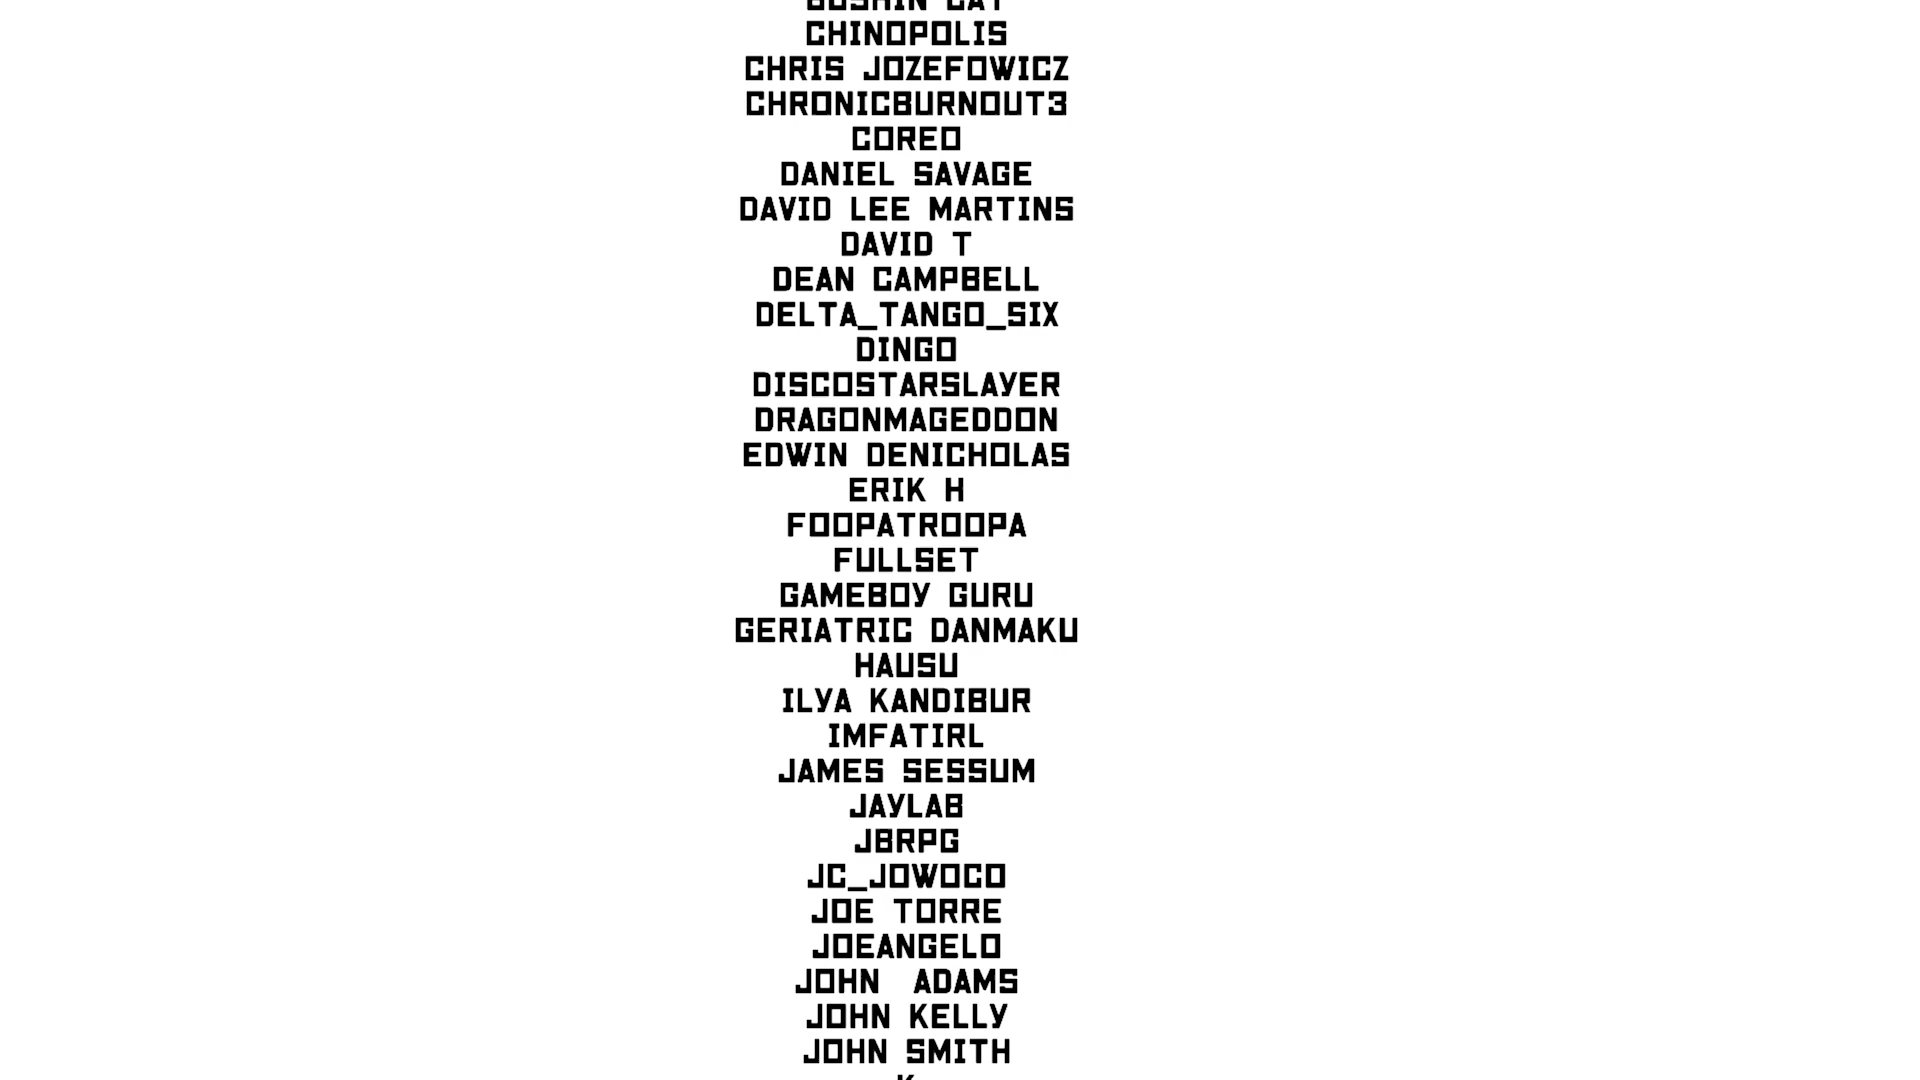 CHINOPOLIS
CHRIS JOZEFOWICZ
CHRONICBURNOUT3
COREO
DANIEL SAVAGE
DAVID LEE MARTINS
DAVID T
DEAN CAMPBELL
DELTA_TANGO_SIX
DINGO
DISCOSTARSLAYER
DRAGONMAGEDDON
EDWIN DENICHOLAS
ERIK H
FOOPATROOPA
FULLSET
GAMEBOY GURU
GERIATRIC DANMAKU
HAUSU
ILYA KANDIBUR
IMFATIRL
JAMES SESSUM
JAYLAB
JBRPG
JC_JOWOCO
JOE TORRE
JOEANGELO
JOHN  ADAMS
JOHN KELLY
JOHN SMITH